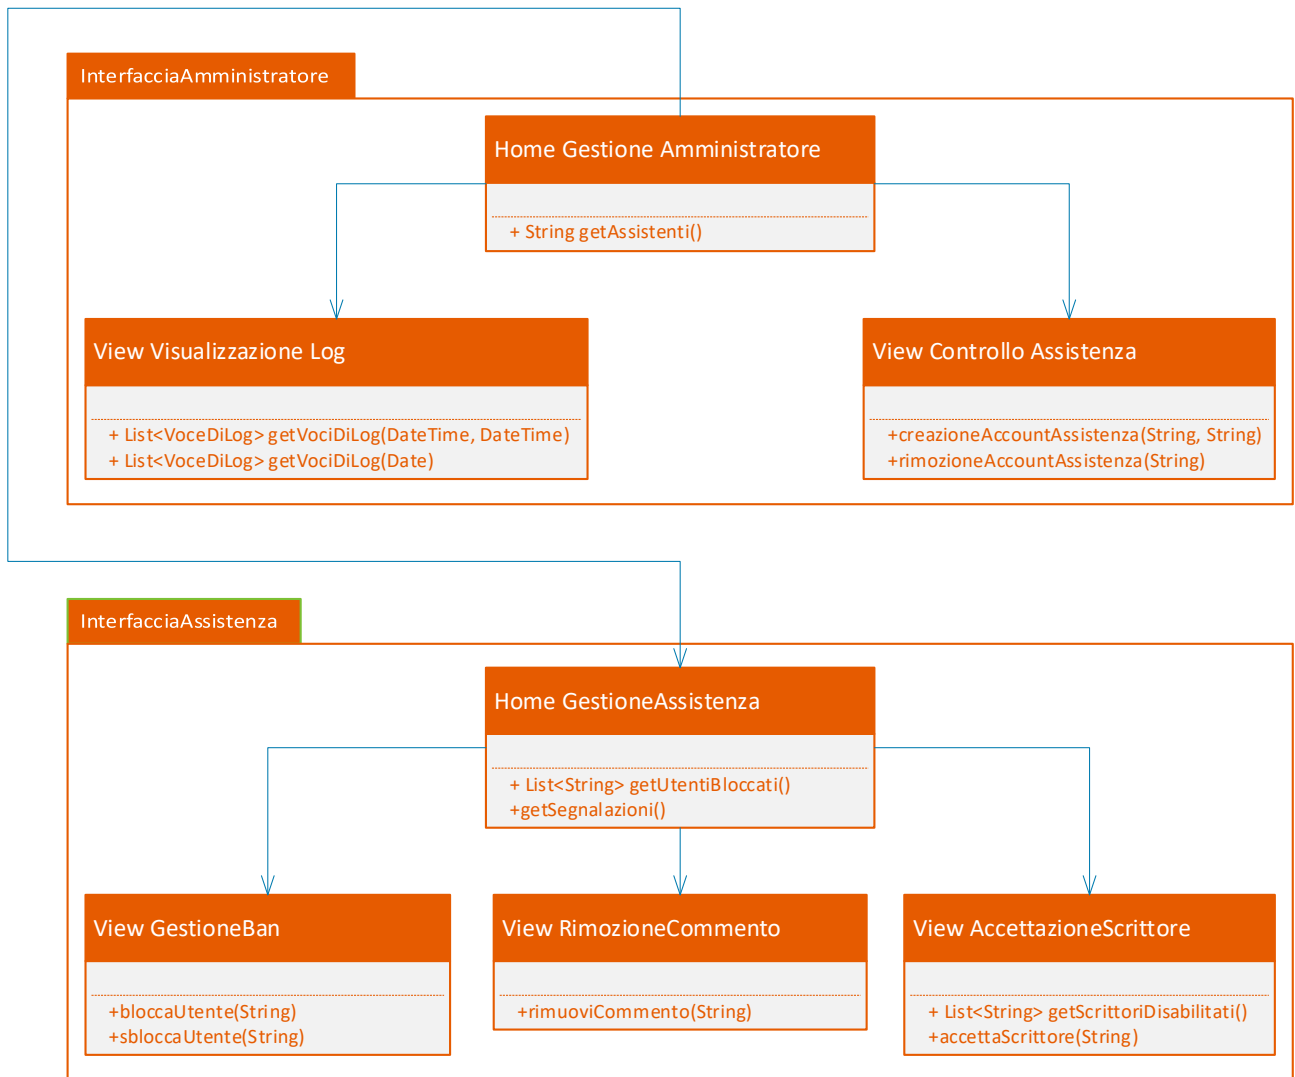 InterfacciaAmministratore
Home Gestione Amministratore
+ String getAssistenti()
View Visualizzazione Log
+ List<VoceDiLog> getVociDiLog(DateTime, DateTime)
+ List<VoceDiLog> getVociDiLog(Date)
View Controllo Assistenza
+creazioneAccountAssistenza(String, String)
+rimozioneAccountAssistenza(String)
InterfacciaAssistenza
Home GestioneAssistenza
+ List<String> getUtentiBloccati()
+getSegnalazioni()
View GestioneBan
+bloccaUtente(String)
+sbloccaUtente(String)
View RimozioneCommento
+rimuoviCommento(String)
View AccettazioneScrittore
+ List<String> getScrittoriDisabilitati()
+accettaScrittore(String)